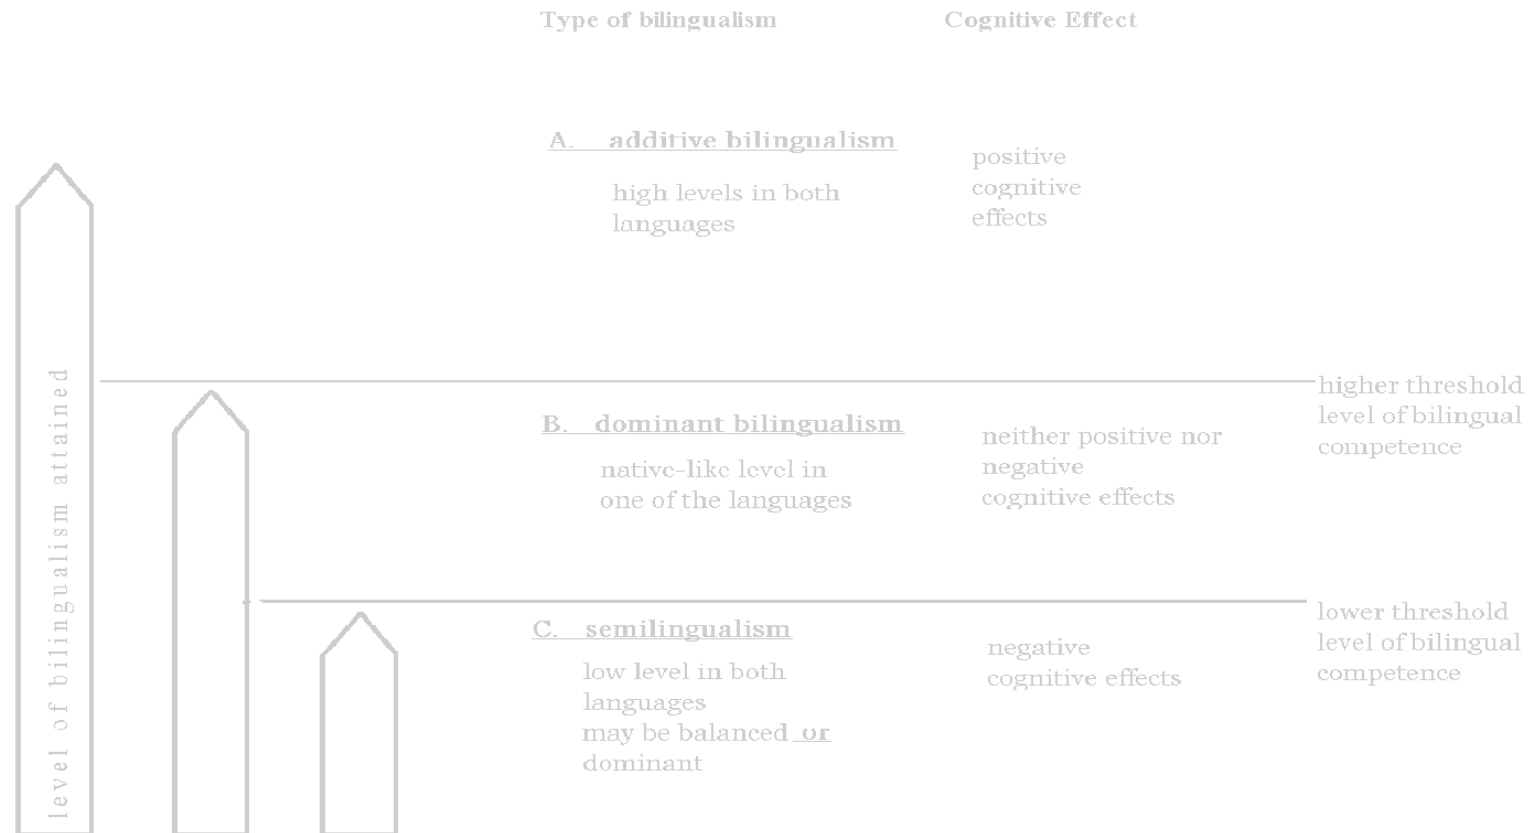 Type of bilingualism
Cognitive Effect
A. additive bilingualism
high levels in both
languages
positive
cognitive
effects
level of bilingualism attained
higher threshold
level of bilingual
competence
B. dominant bilingualism
native-like level in
one of the languages
neither positive nor
negative
cognitive effects
lower threshold
level of bilingual
competence
C. semilingualism
low level in both
languages
may be balanced or
dominant
negative
cognitive effects